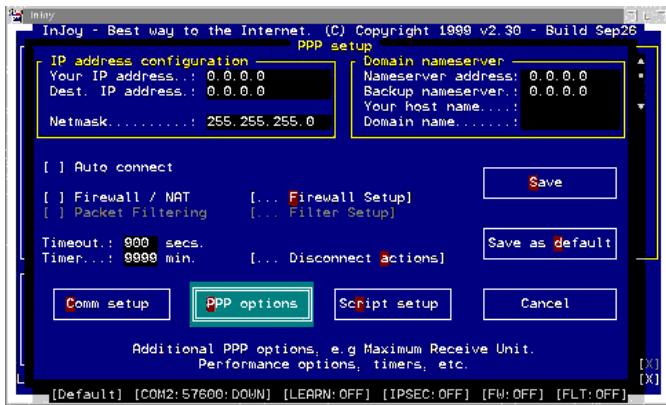 InJoy
InJoy - Best way to the Internet. (C) Copyright 1999 v2.30 - Build Sep26
PPP setup
IP address configuration
Your IP address..: 0.0.0.0
Dest. IP address.: 0.0.0.0
Netmask..........: 255.255.255.0
Domain nameserver
Nameserver address: 0.0.0.0
Backup nameserver.: 0.0.0.0
Your host name....:
Domain name.......:
[ ] Auto connect
[ ] Firewall / NAT [... Firewall Setup]
[ ] Packet Filtering [... Filter Setup]
Timeout.: 900 secs.
Timer...: 9999 min. [... Disconnect actions]
Save
Save as default
Comm setup PPP options Script setup Cancel
Additional PPP options, e.g Maximum Receive Unit.
Performance options, timers, etc.
[X]
[X]
[Default] [COM2:57600:DOWN] [LEARN:OFF] [IPSEC:OFF] [FW:OFF] [FLT:OFF]